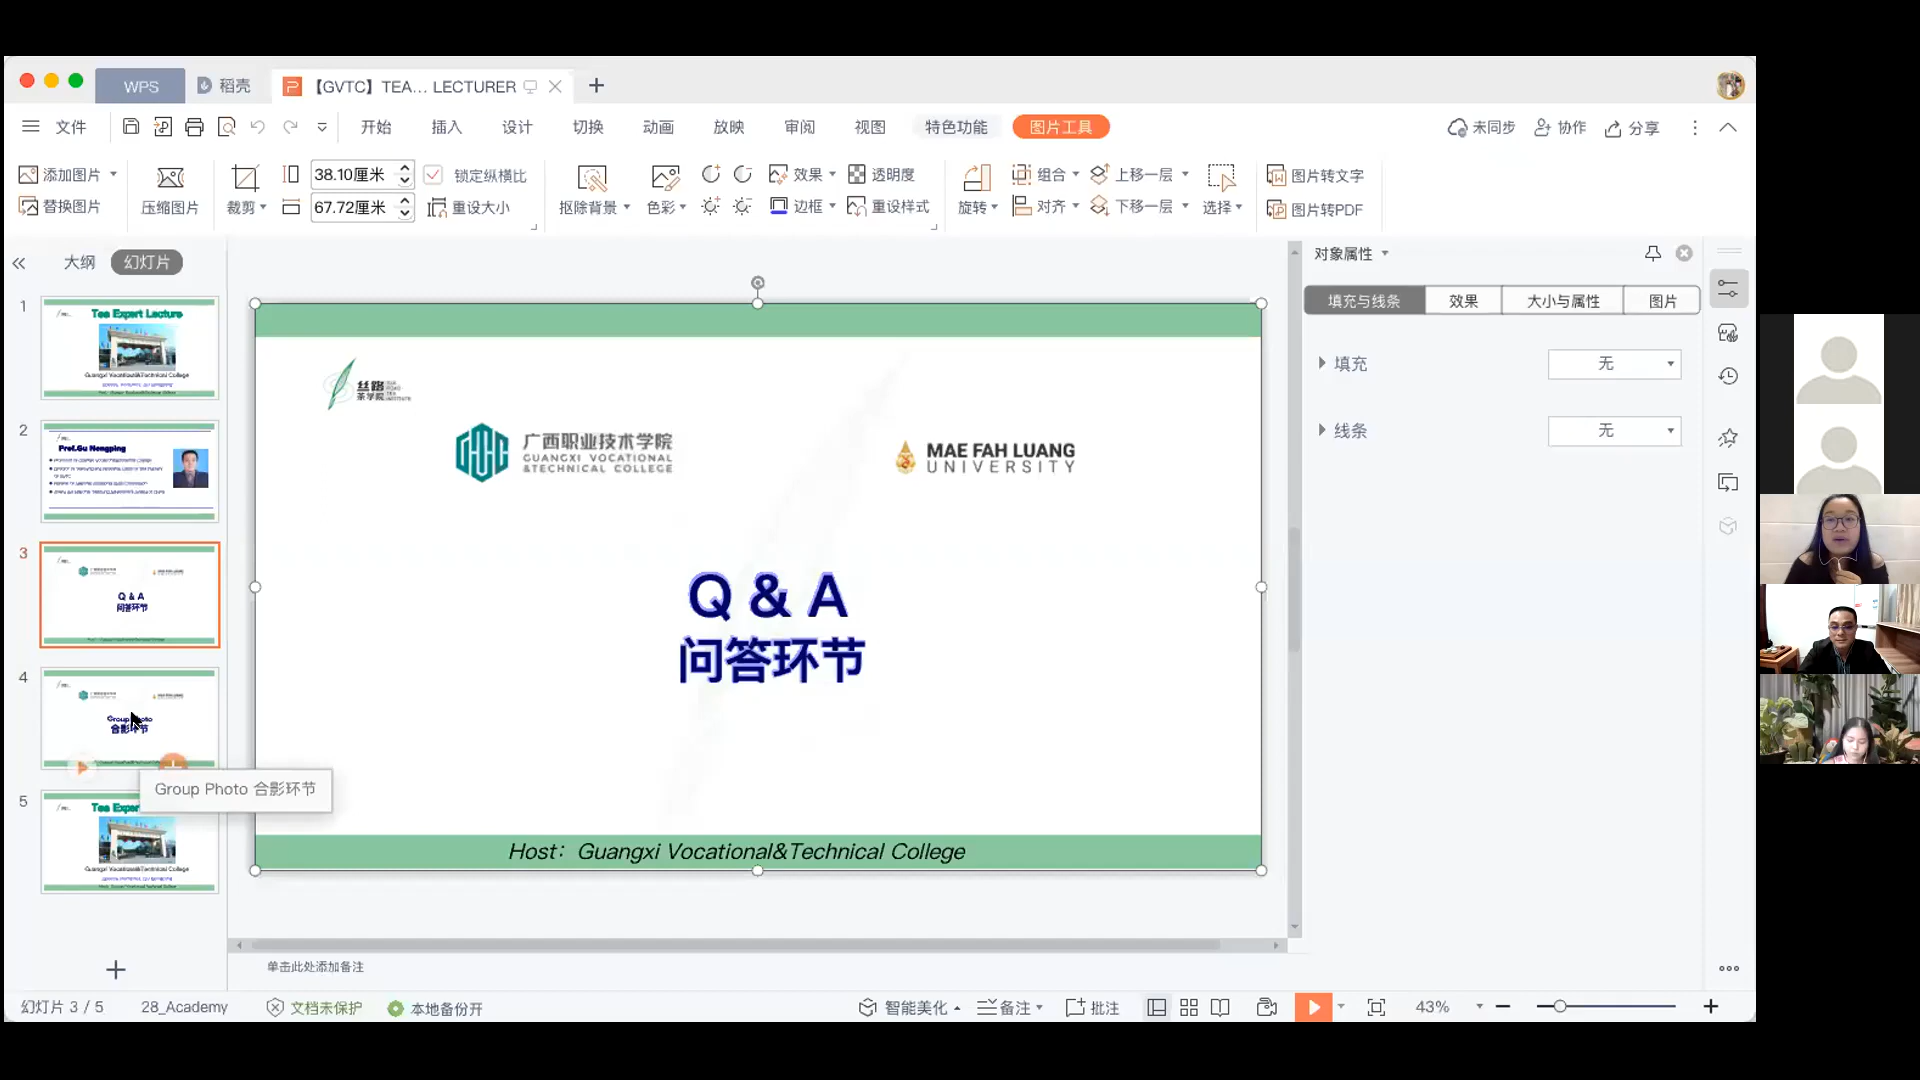 WPS
稻壳
【GVTC】TEA... LECTURER
文件
开始
插入
设计
切换
动画
放映
审阅
视图
特色功能
图片工具
未同步
协作
分享
添加图片
替换图片
压缩图片
裁剪
38.10厘米
67.72厘米
锁定纵横比
重设大小
抠除背景
色彩
效果
边框
透明度
重设样式
旋转
组合
对齐
上移一层
下移一层
选择
图片转文字
图片转PDF
大纲
幻灯片
1
Tea Expert Lecture
Guangxi Vocational&Technical College
2
Prof.Gu Nengping
3
Q & A
问答环节
4
Group Photo
合影环节
Group Photo 合影环节
5
Tea Exper
Guangxi Vocational&Technical College
丝路
茶学院
广西职业技术学院
GUANGXI VOCATIONAL
&TECHNICAL COLLEGE
MAE FAH LUANG
UNIVERSITY
Q & A
问答环节
Host：Guangxi Vocational&Technical College
对象属性
填充与线条
效果
大小与属性
图片
填充
无
线条
无
单击此处添加备注
幻灯片 3 / 5
28_Academy
文档未保护
本地备份开
智能美化
备注
批注
43%